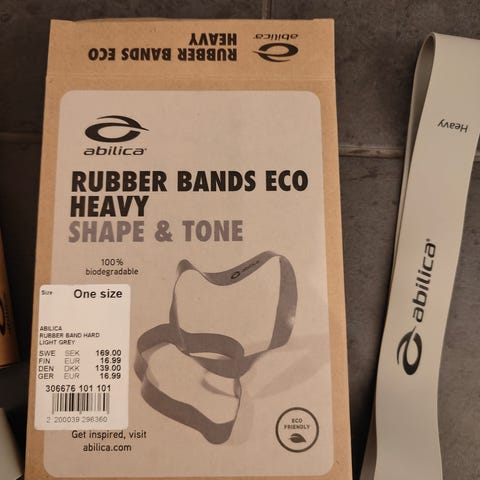 RUBBER BANDS ECO
HEAVY
abilica®
abilica®
RUBBER BANDS ECO
HEAVY
SHAPE & TONE
100%
biodegradable
abilica
Size One size
ABILICA
RUBBER BAND HARD
LIGHT GREY
SWE SEK 169.00
FIN EUR 16.99
DEN DKK 139.00
GER EUR 16.99
306676 101 101
2 200039 296360
Get inspired, visit
abilica.com
ECO
FRIENDLY
Heavy
abilica®